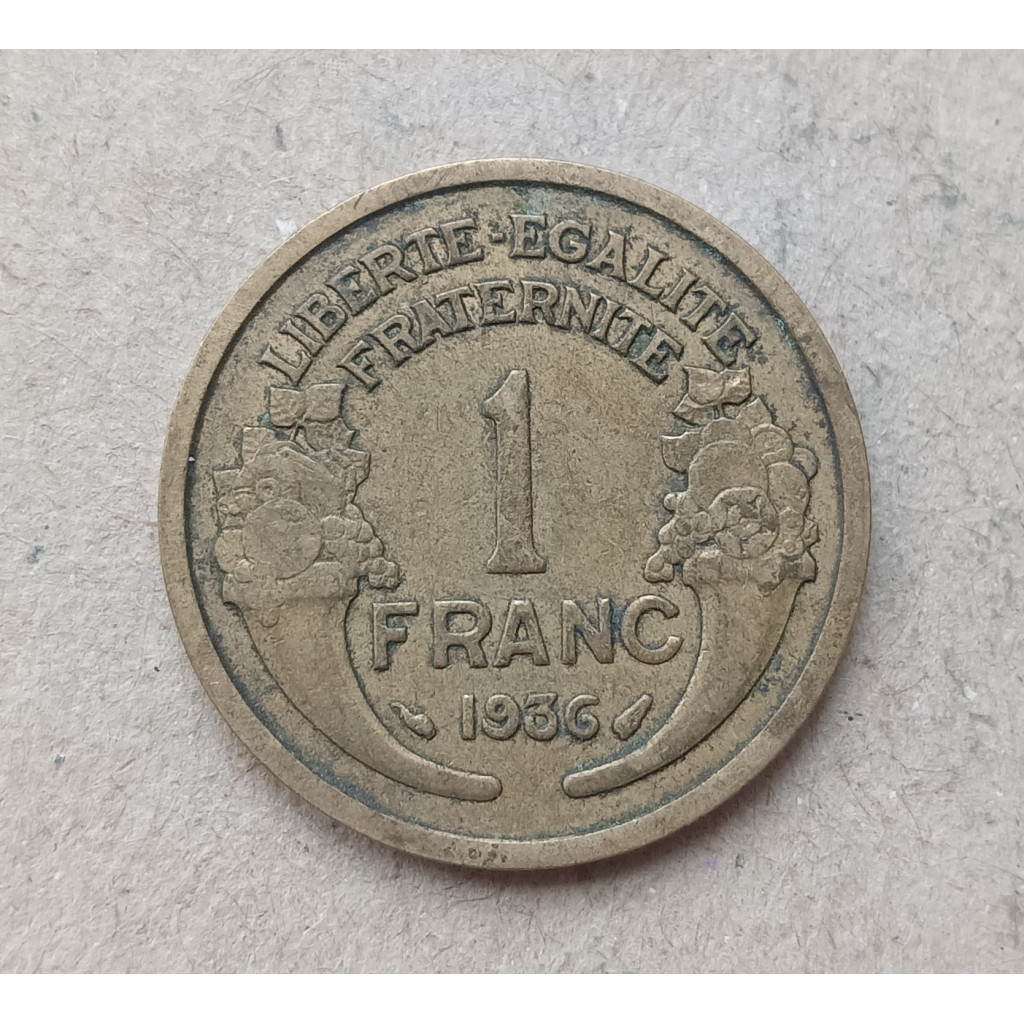 LIBERTE-EGALITE
FRATERNITE
1
FRANC
1936